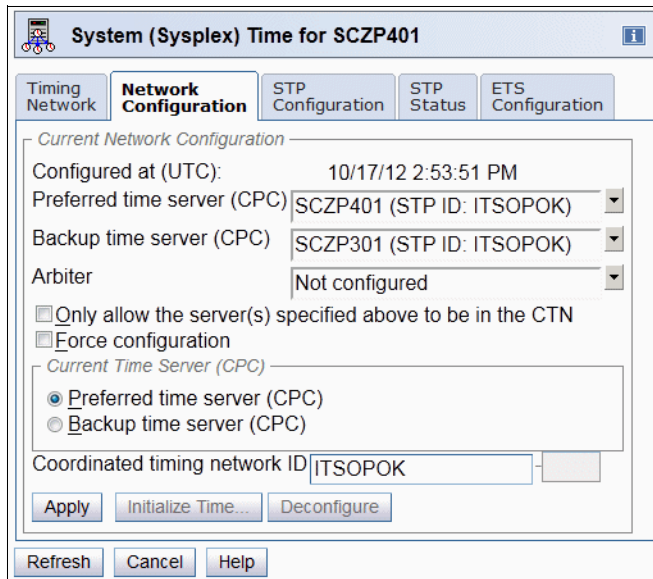 System (Sysplex) Time for SCZP401
i
Timing Network
Network Configuration
STP Configuration
STP Status
ETS Configuration
Current Network Configuration
Configured at (UTC): 10/17/12 2:53:51 PM
Preferred time server (CPC) SCZP401 (STP ID: ITSOPOK)
Backup time server (CPC) SCZP301 (STP ID: ITSOPOK)
Arbiter Not configured
Only allow the server(s) specified above to be in the CTN
Force configuration
Current Time Server (CPC)
Preferred time server (CPC)
Backup time server (CPC)
Coordinated timing network ID ITSOPOK -
Apply Initialize Time... Deconfigure
Refresh Cancel Help